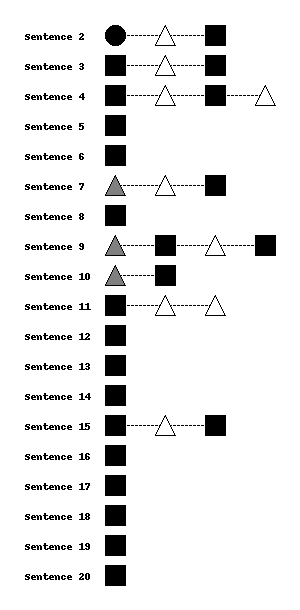 Sentence 2
Sentence 3
Sentence 4
Sentence 5
Sentence 6
Sentence 7
Sentence 8
Sentence 9
Sentence 10
Sentence 11
Sentence 12
Sentence 13
Sentence 14
Sentence 15
Sentence 16
Sentence 17
Sentence 18
Sentence 19
Sentence 20